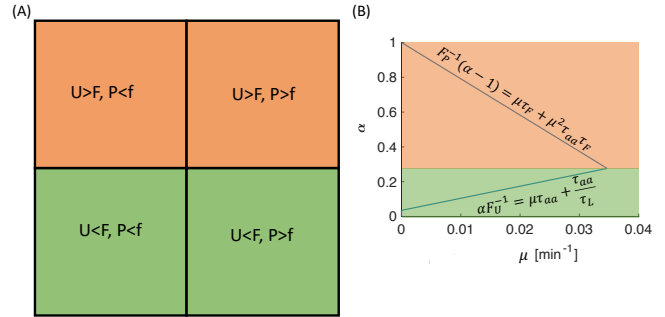 (A)
U>F, P<f
U>F, P>f
U<F, P<f
U<F, P>f
(B)
1
0.8
0.6
0.4
0.2
0
α
F_P^{-1}(α − 1) = μτ_F + μ²τ_{aa}τ_F
αF_U^{-1} = μτ_{aa} + τ_{aa}/τ_L
0 0.01 0.02 0.03 0.04
μ [min⁻¹]